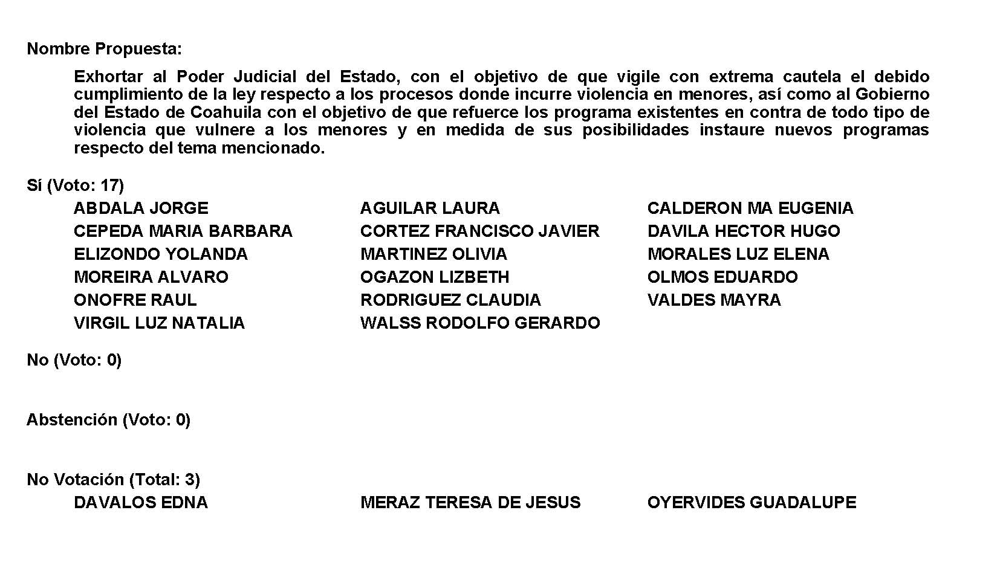 Nombre Propuesta:
Exhortar al Poder Judicial del Estado, con el objetivo de que vigile con extrema cautela el debido
cumplimiento de la ley respecto a los procesos donde incurre violencia en menores, así como al Gobierno
del Estado de Coahuila con el objetivo de que refuerce los programa existentes en contra de todo tipo de
violencia que vulnere a los menores y en medida de sus posibilidades instaure nuevos programas
respecto del tema mencionado.
Sí (Voto: 17)
ABDALA JORGE AGUILAR LAURA CALDERON MA EUGENIA
CEPEDA MARIA BARBARA CORTEZ FRANCISCO JAVIER DAVILA HECTOR HUGO
ELIZONDO YOLANDA MARTINEZ OLIVIA MORALES LUZ ELENA
MOREIRA ALVARO OGAZON LIZBETH OLMOS EDUARDO
ONOFRE RAUL RODRIGUEZ CLAUDIA VALDES MAYRA
VIRGIL LUZ NATALIA WALSS RODOLFO GERARDO
No (Voto: 0)
Abstención (Voto: 0)
No Votación (Total: 3)
DAVALOS EDNA MERAZ TERESA DE JESUS OYERVIDES GUADALUPE